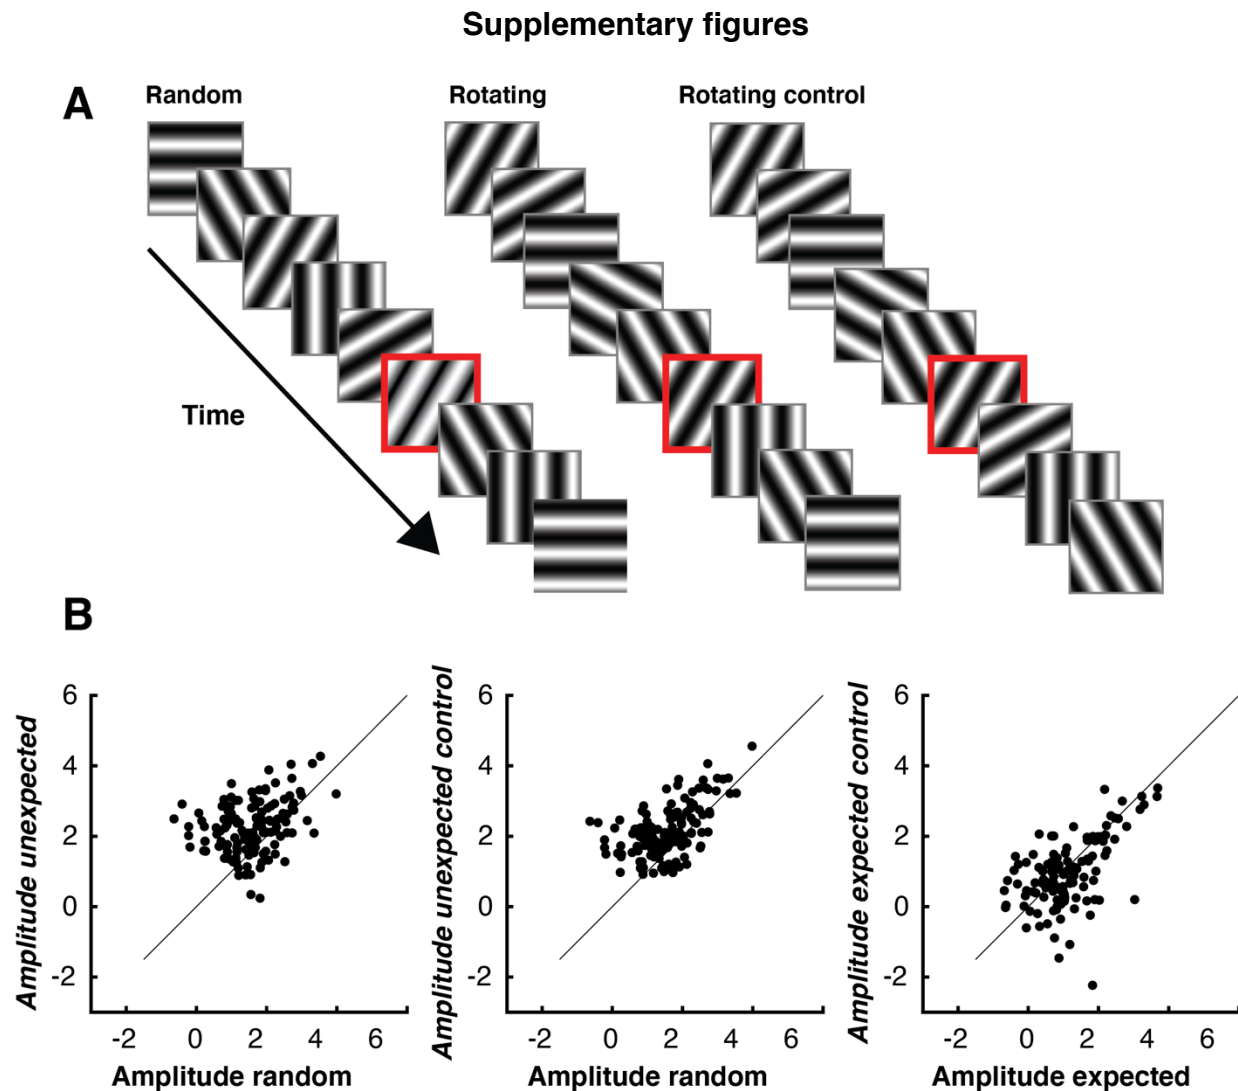 Supplementary figures
A
Random
Rotating
Rotating control
Time
B
Amplitude unexpected
6
4
2
0
-2
-2 0 2 4 6
Amplitude random
Amplitude unexpected control
6
4
2
0
-2
-2 0 2 4 6
Amplitude random
Amplitude expected control
6
4
2
0
-2
-2 0 2 4 6
Amplitude expected